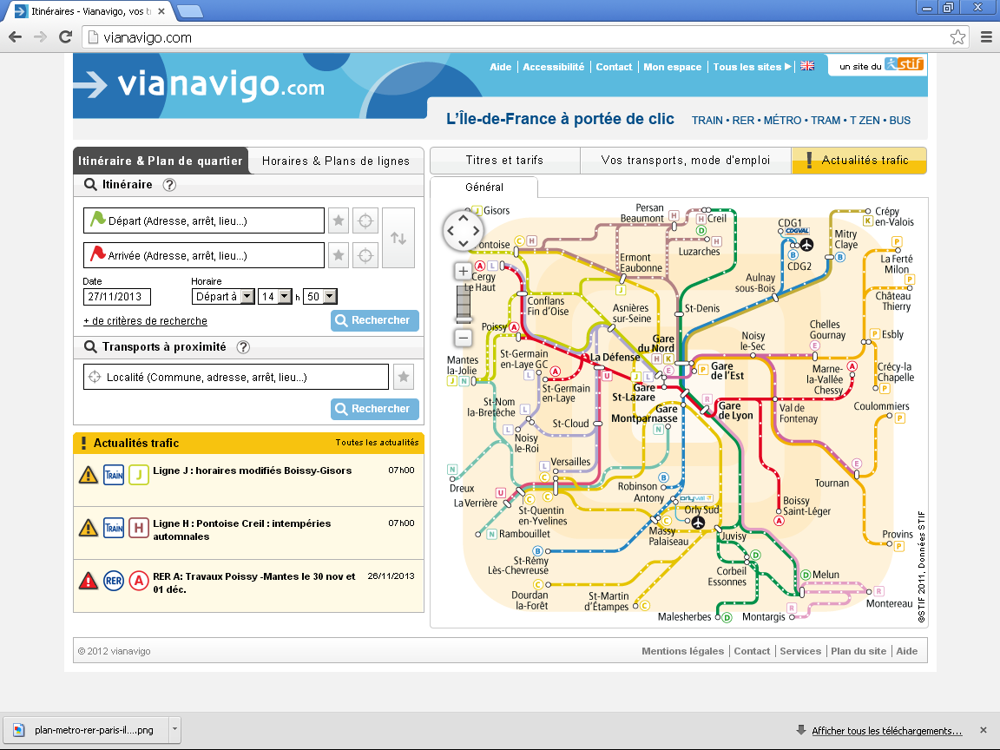 Itinéraires - Vianavigo, vos t
vianavigo.com
Aide | Accessibilité | Contact | Mon espace | Tous les sites
un site du stif
vianavigo.com
L'Île-de-France à portée de clic
TRAIN • RER • MÉTRO • TRAM • T ZEN • BUS
Itinéraire & Plan de quartier
Horaires & Plans de lignes
Titres et tarifs
Vos transports, mode d'emploi
! Actualités trafic
Itinéraire ?
Départ (Adresse, arrêt, lieu...)
Arrivée (Adresse, arrêt, lieu...)
Date
Horaire
27/11/2013
Départ à
14
h
50
+ de critères de recherche
Rechercher
Transports à proximité ?
Localité (Commune, adresse, arrêt, lieu...)
Rechercher
! Actualités trafic
Toutes les actualités
TRAIN J Ligne J : horaires modifiés Boissy-Gisors 07h00
TRAIN H Ligne H : Pontoise Creil : intempéries 07h00
automnales
RER A RER A: Travaux Poissy -Mantes le 30 nov et 26/11/2013
01 déc.
Général
J Gisors
Persan
Beaumont
H
H Creil
D
Luzarches
H
CDG1
CDGVAL
B
CDG2
Mitry
Claye
B
Crépy
en-Valois
K
P
La Ferté
Milon
P
Château
Thierry
Pontoise
C H
A L
Cergy
Le Haut
Ermont
Eaubonne
J
Aulnay
sous-Bois
Conflans
Fin d'Oise
Asnières
sur-Seine
St-Denis
Poissy A
Mantes
la-Jolie
J N
St-Germain
en-Laye GC
L
A
St-Germain
en-Laye
La Défense
U
Gare
du Nord
H K
J L
E
P
Gare
de l'Est
Gare
St-Lazare
Noisy
le-Sec
Chelles
Gournay
E
P Esbly
Marne-
la-Vallée
Chessy
A
Crécy-la
Chapelle
P
St-Nom
la-Bretêche
L
L
Noisy
le-Roi
St-Cloud
Gare
Montparnasse
N
R
Gare
de Lyon
Val de
Fontenay
Coulommiers
P
N
Dreux
L
C
Versailles
U
La Verrière
C
C
St-Quentin
en-Yvelines
N Rambouillet
Robinson B
Antony
orlyval
Orly Sud
C
Massy
Palaiseau
E
Tournan
Boissy
Saint-Léger
A
Provins
P
B
St-Rémy
Lès-Chevreuse
Juvisy
D
Corbeil
Essonnes
D Melun
C
Dourdan
la-Forêt
St-Martin
d'Étampes C
Malesherbes D
R
Montargis
R
Montereau
©STIF 2011, Données STIF
© 2012 vianavigo
Mentions légales | Contact | Services | Plan du site | Aide
plan-metro-rer-paris-il....png
Afficher tous les téléchargements...